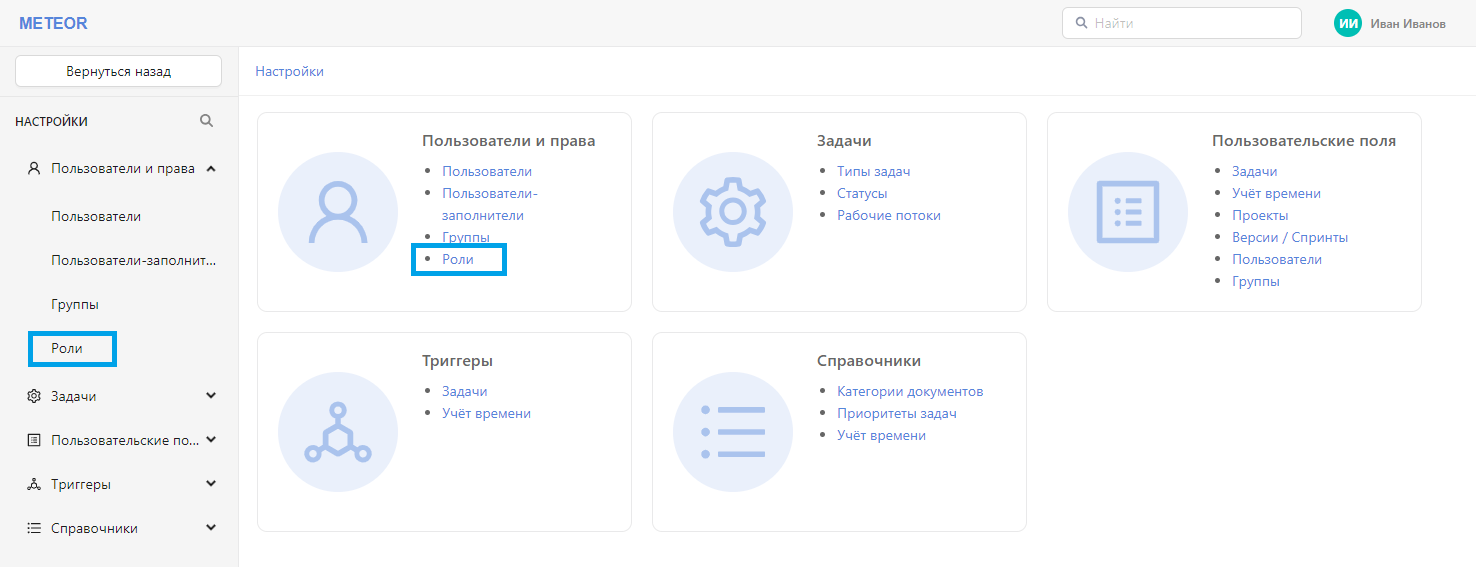 METEOR
Найти
ИИ
Иван Иванов
Вернуться назад
НАСТРОЙКИ
Пользователи и права
Пользователи
Пользователи-заполнит...
Группы
Роли
Задачи
Пользовательские по...
Триггеры
Справочники
Настройки
Пользователи и права
Пользователи
Пользователи-
заполнители
Группы
Роли
Задачи
Типы задач
Статусы
Рабочие потоки
Пользовательские поля
Задачи
Учёт времени
Проекты
Версии / Спринты
Пользователи
Группы
Триггеры
Задачи
Учёт времени
Справочники
Категории документов
Приоритеты задач
Учёт времени